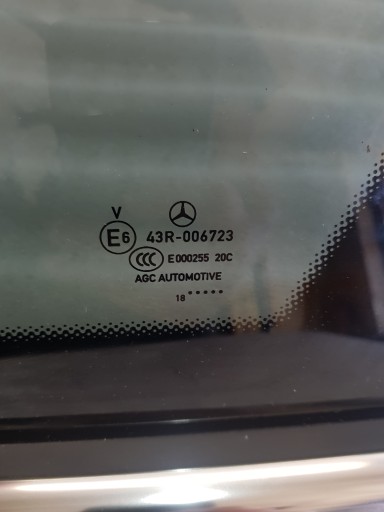 V
E6 43R-006723
CCC E000255 20C
AGC AUTOMOTIVE
18 •••••